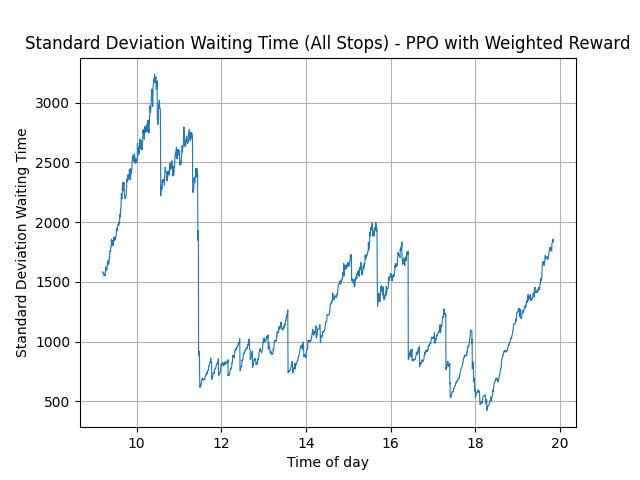 Standard Deviation Waiting Time (All Stops) - PPO with Weighted Reward
Standard Deviation Waiting Time
3000
2500
2000
1500
1000
500
10 12 14 16 18 20
Time of day